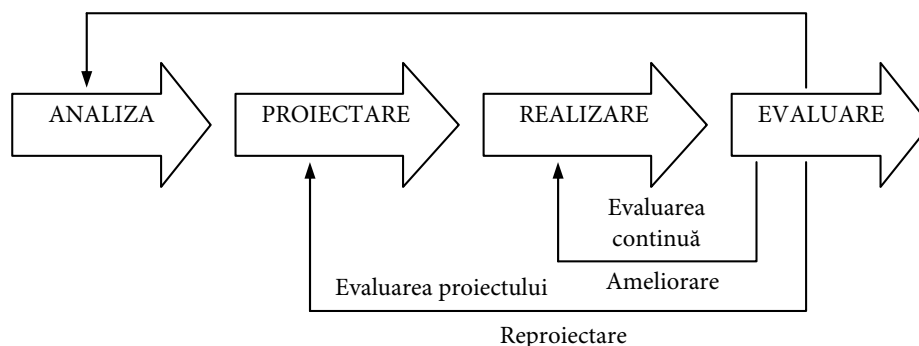 ANALIZA
PROIECTARE
REALIZARE
EVALUARE
Evaluarea
continuă
Ameliorare
Evaluarea proiectului
Reproiectare